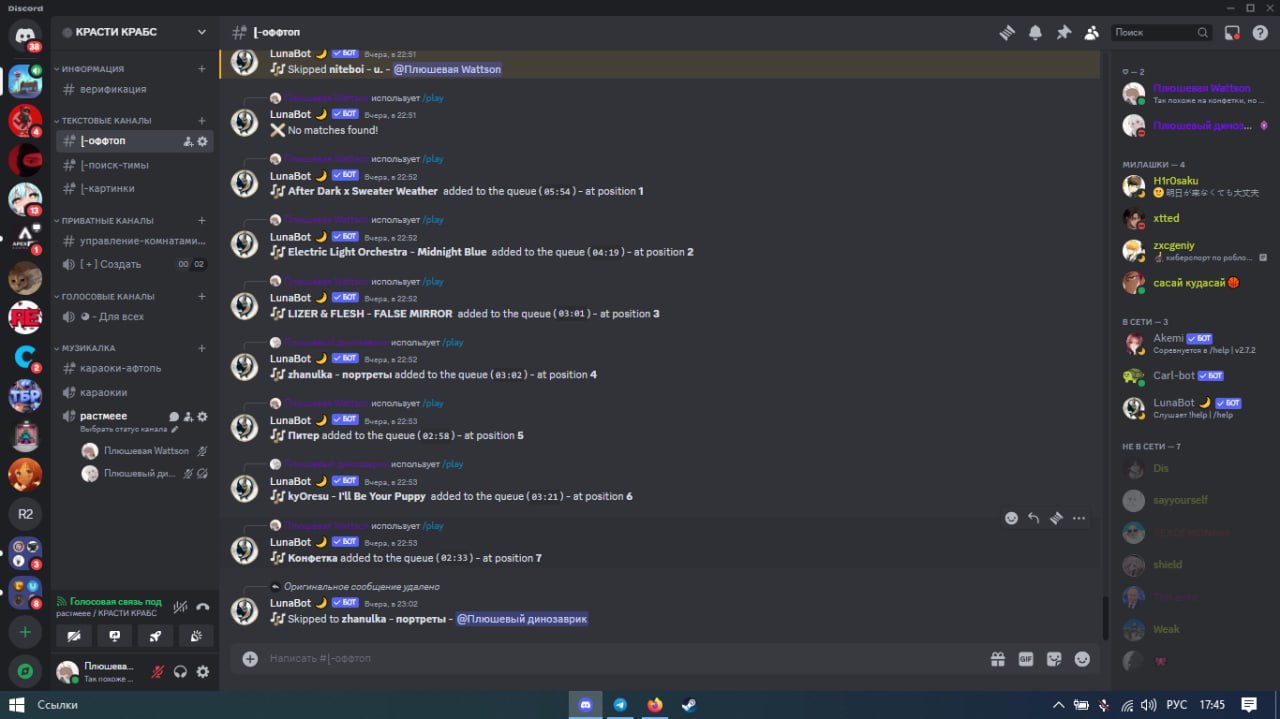 Discord
38
4
13
APEX
1
RE
2
ТБР
R2
3
8
КРАСТИ КРАБС
ИНФОРМАЦИЯ
верификация
ТЕКСТОВЫЕ КАНАЛЫ
⌊-оффтоп
⌊-поиск-тимы
⌊-картинки
ПРИВАТНЫЕ КАНАЛЫ
управление-комнатами...
[ + ] Создать
00 02
ГОЛОСОВЫЕ КАНАЛЫ
- Для всех
МУЗИКАЛКА
караоки-афтопь
караокии
растмеее
Выбрать статус канала
Плюшевая Wattson
Плюшевый ди...
Голосовая связь под
растмеее / КРАСТИ КРАБС
Плюшева...
Так похоже ...
⌊-оффтоп
Поиск
LunaBot 🌙 ✓ БОТ Вчера, в 22:51
Skipped niteboi - u. - @Плюшевая Wattson
Плюшевая Wattson использует /play
LunaBot 🌙 ✓ БОТ Вчера, в 22:51
No matches found!
Плюшевая Wattson использует /play
LunaBot 🌙 ✓ БОТ Вчера, в 22:52
After Dark x Sweater Weather added to the queue (05:54) - at position 1
Плюшевая Wattson использует /play
LunaBot 🌙 ✓ БОТ Вчера, в 22:52
Electric Light Orchestra - Midnight Blue added to the queue (04:19) - at position 2
Плюшевая Wattson использует /play
LunaBot 🌙 ✓ БОТ Вчера, в 22:52
LIZER & FLESH - FALSE MIRROR added to the queue (03:01) - at position 3
Плюшевый динозаврик использует /play
LunaBot 🌙 ✓ БОТ Вчера, в 22:52
zhanulka - портреты added to the queue (03:02) - at position 4
Плюшевая Wattson использует /play
LunaBot 🌙 ✓ БОТ Вчера, в 22:53
Питер added to the queue (02:58) - at position 5
Плюшевый динозаврик использует /play
LunaBot 🌙 ✓ БОТ Вчера, в 22:53
kyOresu - I'll Be Your Puppy added to the queue (03:21) - at position 6
Плюшевая Wattson использует /play
LunaBot 🌙 ✓ БОТ Вчера, в 22:53
Конфетка added to the queue (02:33) - at position 7
Оригинальное сообщение удалено
LunaBot 🌙 ✓ БОТ Вчера, в 23:02
Skipped to zhanulka - портреты - @Плюшевый динозаврик
Написать #⌊-оффтоп
GIF
♡ — 2
Плюшевая Wattson
Так похоже на конфетки, но ...
Плюшевый диноз...
МИЛАШКИ — 4
H1r0saku
明日が来なくても大丈夫
xtted
zxcgeniy
киберспорт по робло...
сасай кудасай🏀
В СЕТИ — 3
Akemi ✓ БОТ
Соревнуется в /help | v2.7.2
Carl-bot ✓ БОТ
LunaBot 🌙 ✓ БОТ
Слушает !help | /help
НЕ В СЕТИ — 7
Dis
sayyourself
shield
Weak
Ссылки
РУС
17:45